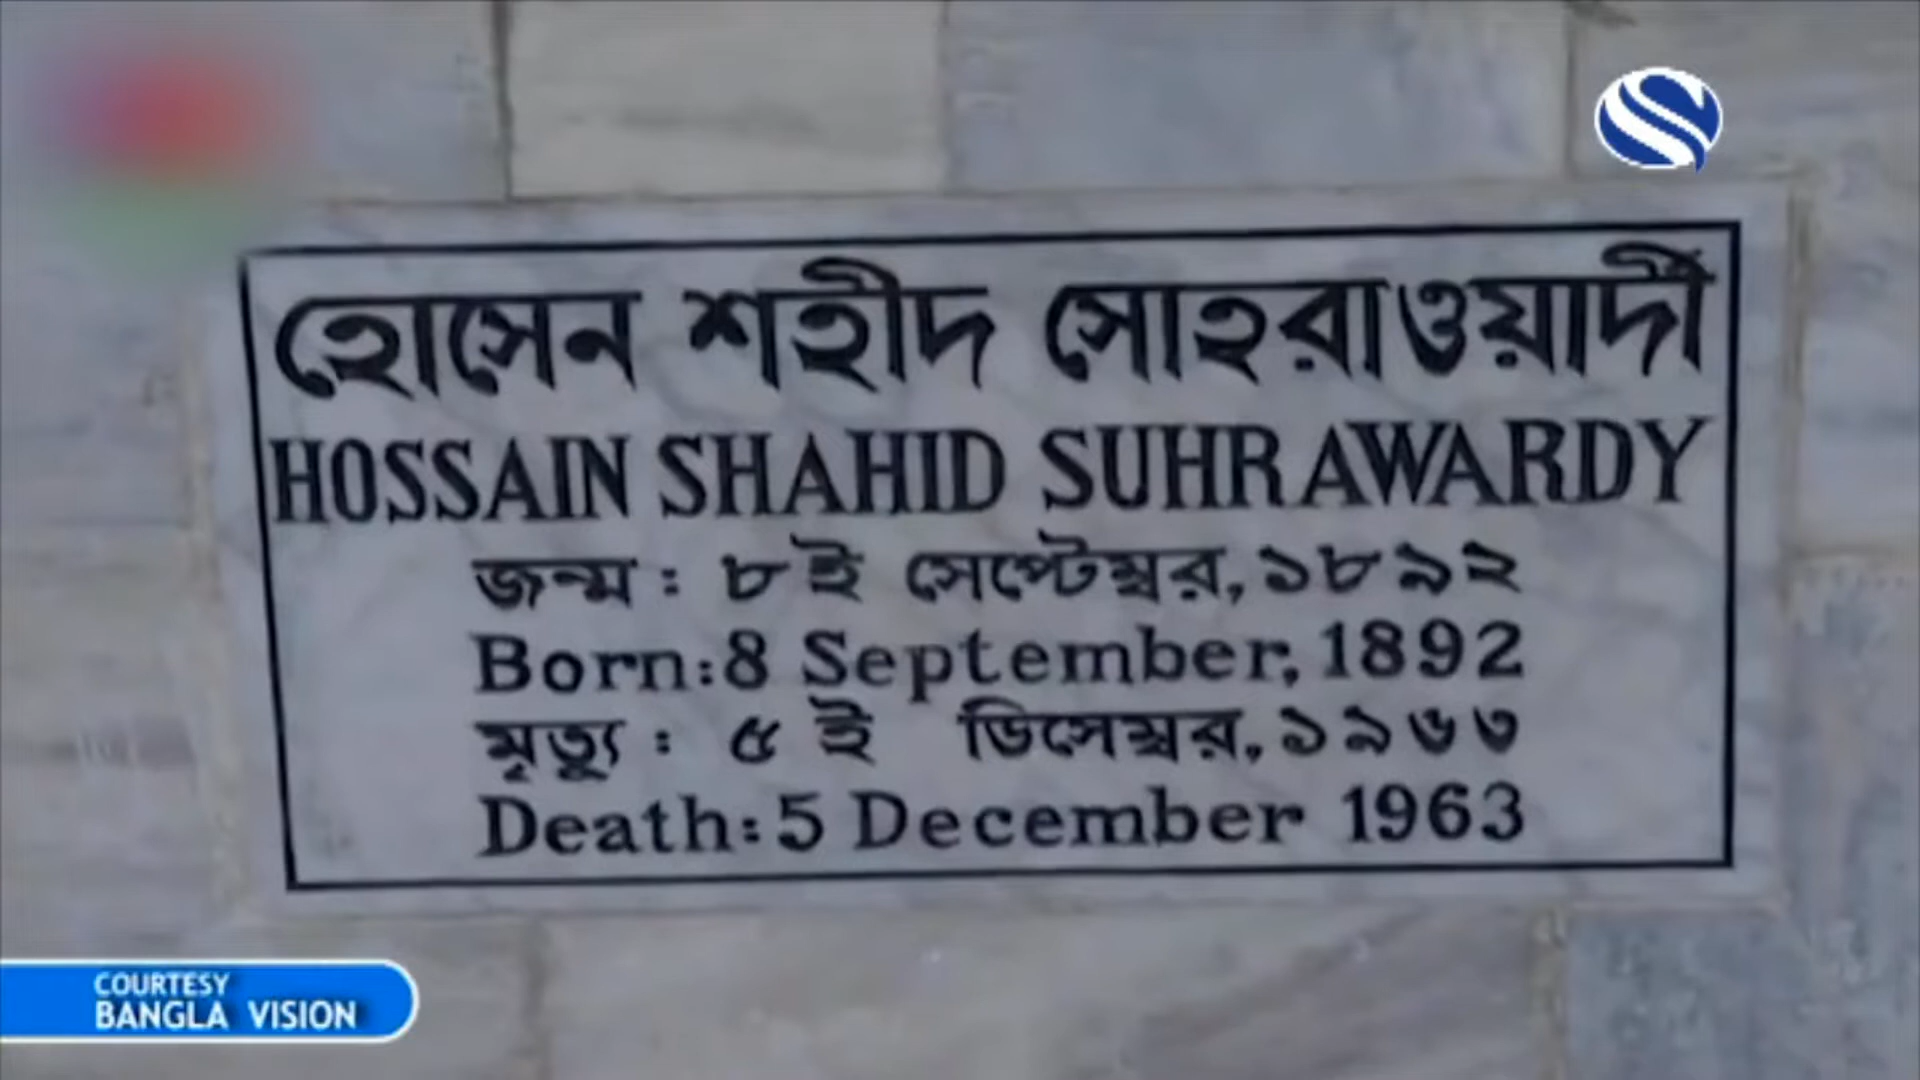 হোসেন শহীদ সোহরাওয়ার্দী
HOSSAIN SHAHID SUHRAWARDY
জন্ম : ৮ই সেপ্টেম্বর, ১৮৯২
Born:8 September, 1892
মৃত্যু : ৫ই ডিসেম্বর, ১৯৬৩
Death:5 December 1963
COURTESY
BANGLA VISION